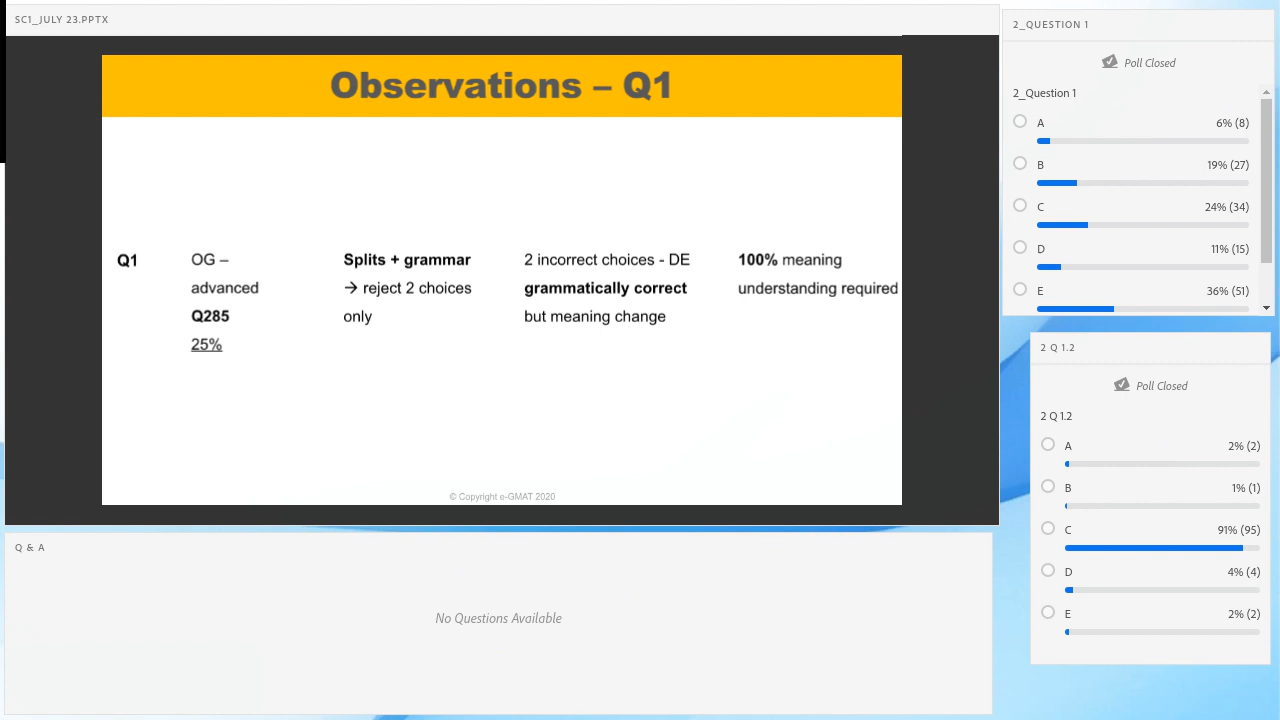 SC1_JULY 23.PPTX
Observations – Q1
Q1
OG –
advanced
Q285
25%
Splits + grammar
→ reject 2 choices
only
2 incorrect choices - DE
grammatically correct
but meaning change
100% meaning
understanding required
© Copyright e-GMAT 2020
Q & A
No Questions Available
2_QUESTION 1
Poll Closed
2_Question 1
A 6% (8)
B 19% (27)
C 24% (34)
D 11% (15)
E 36% (51)
2 Q 1.2
Poll Closed
2 Q 1.2
A 2% (2)
B 1% (1)
C 91% (95)
D 4% (4)
E 2% (2)